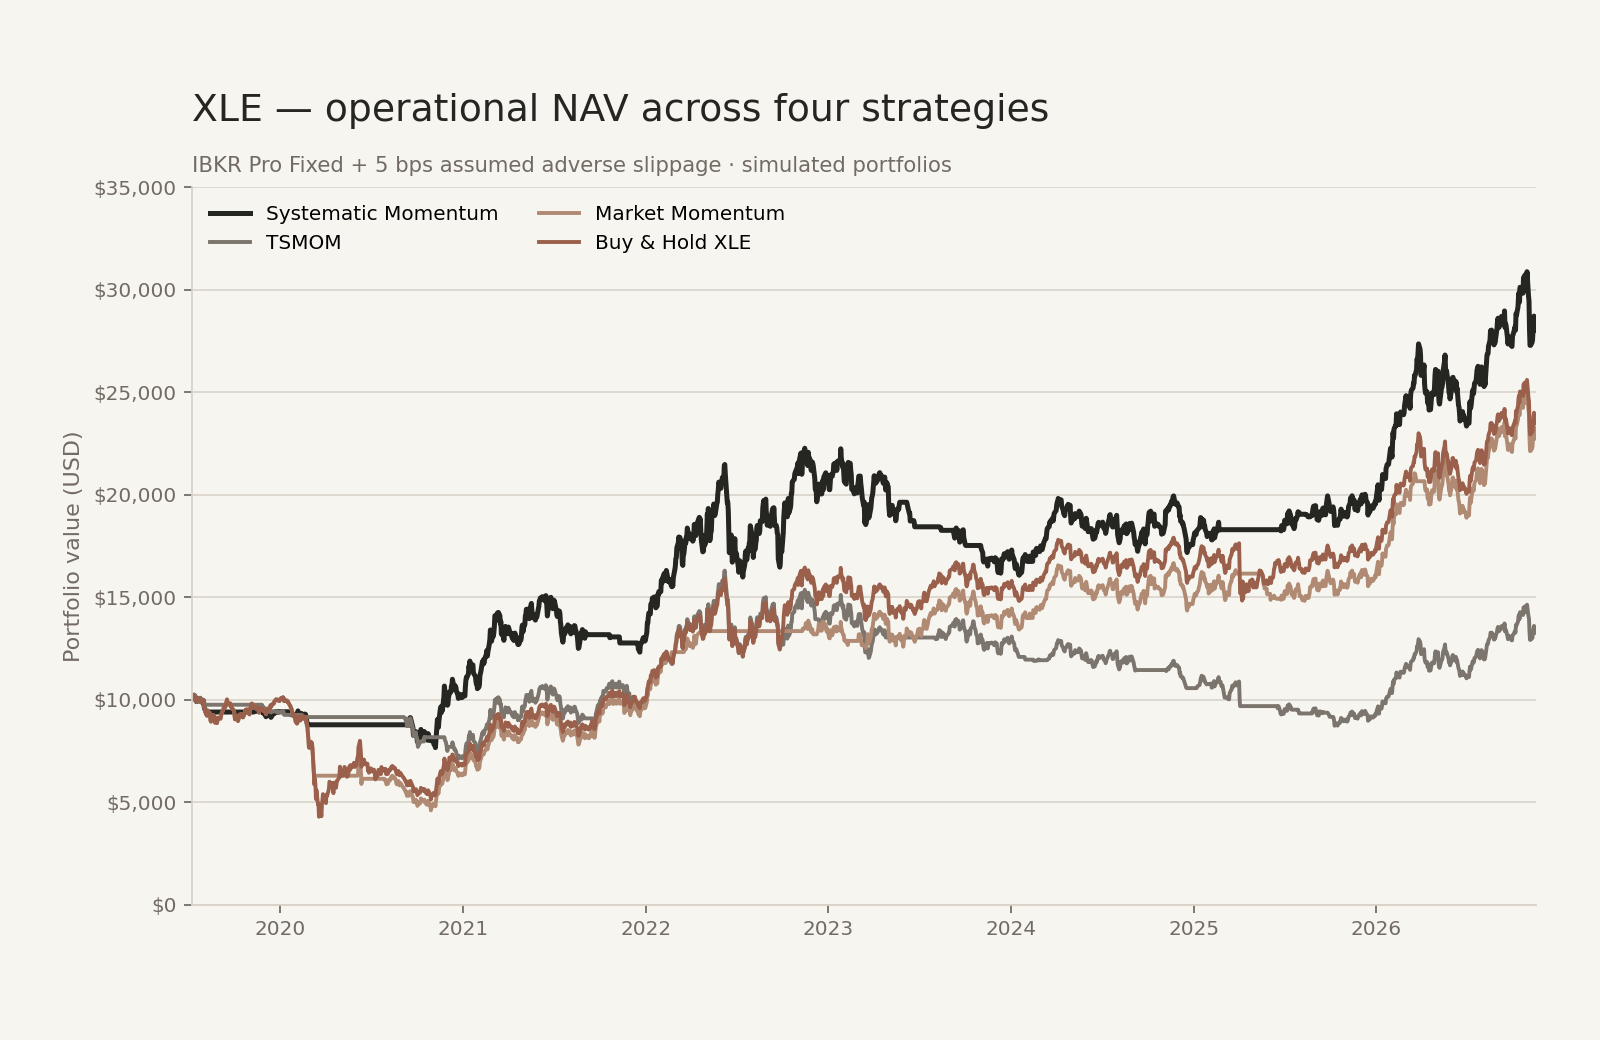 XLE — operational NAV across four strategies
IBKR Pro Fixed + 5 bps assumed adverse slippage · simulated portfolios
Systematic Momentum
TSMOM
Market Momentum
Buy & Hold XLE
Portfolio value (USD)
$35,000
$30,000
$25,000
$20,000
$15,000
$10,000
$5,000
$0
2020 2021 2022 2023 2024 2025 2026